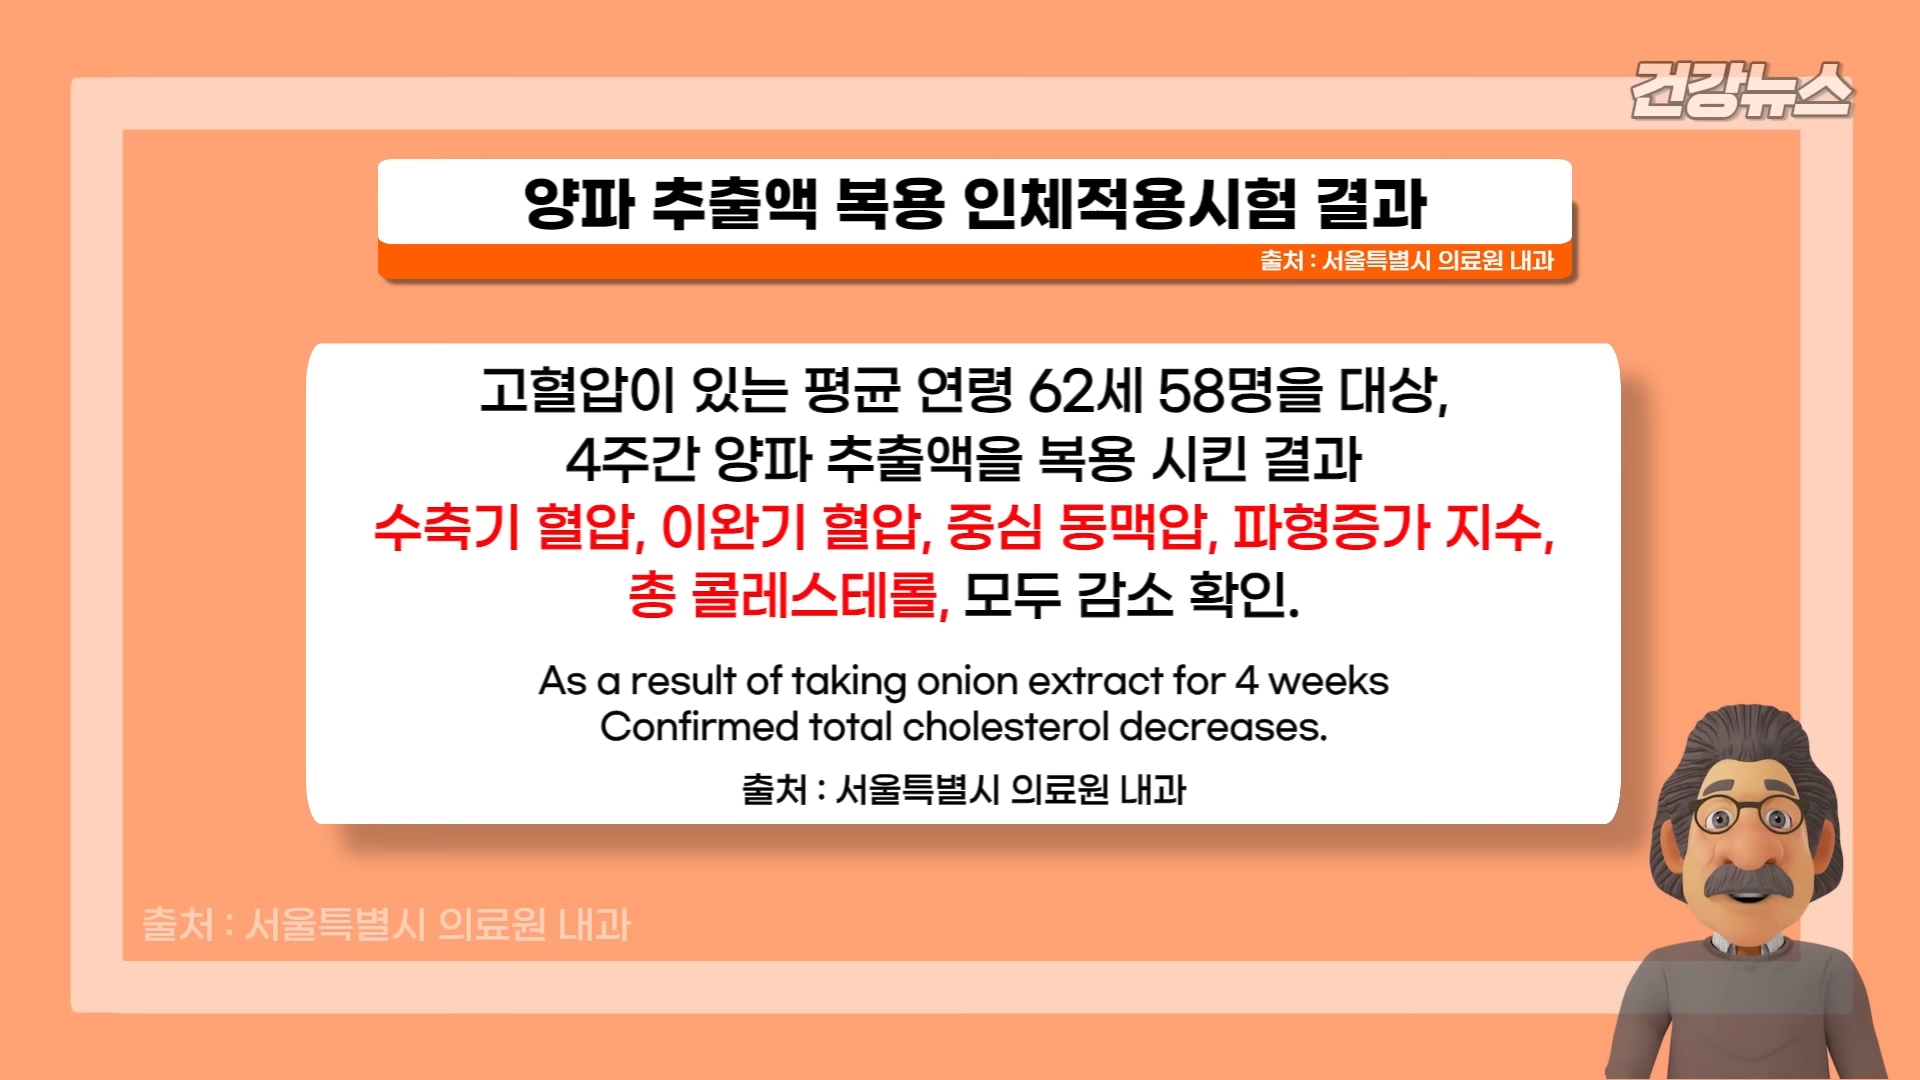 건강뉴스
양파 추출액 복용 인체적용시험 결과
출처 : 서울특별시 의료원 내과
고혈압이 있는 평균 연령 62세 58명을 대상,
4주간 양파 추출액을 복용 시킨 결과
수축기 혈압, 이완기 혈압, 중심 동맥압, 파형증가 지수,
총 콜레스테롤, 모두 감소 확인.
As a result of taking onion extract for 4 weeks
Confirmed total cholesterol decreases.
출처 : 서울특별시 의료원 내과
출처 : 서울특별시 의료원 내과